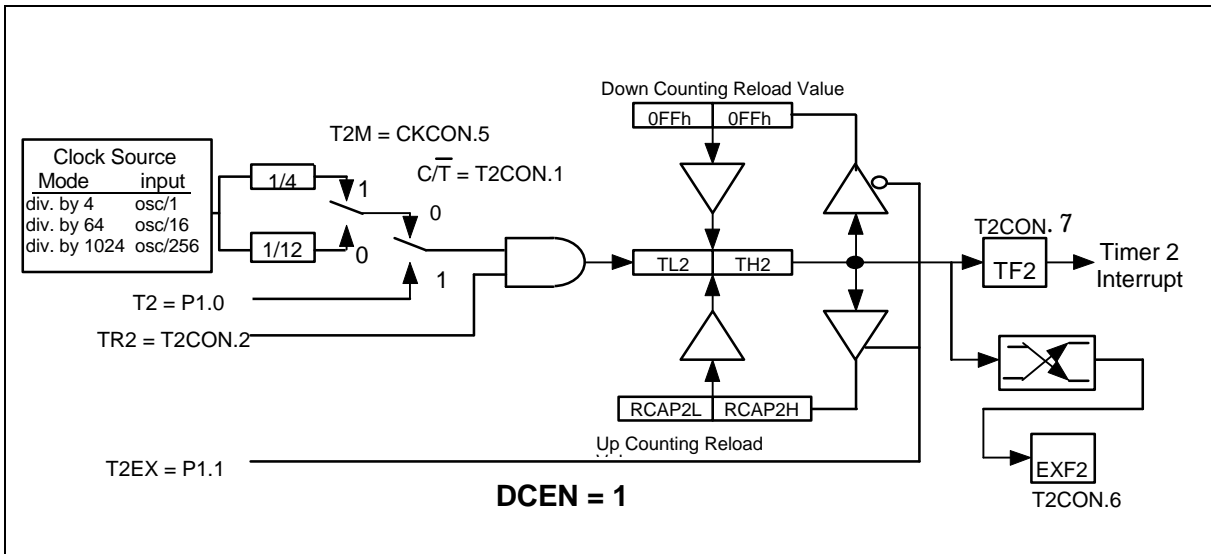 Down Counting Reload Value
0FFh 0FFh
T2M = CKCON.5
C/T = T2CON.1
Clock Source
Mode input
div. by 4 osc/1
div. by 64 osc/16
div. by 1024 osc/256
1/4
1/12
1
0
0
1
T2 = P1.0
TR2 = T2CON.2
TL2 TH2
T2CON. 7
TF2
Timer 2
Interrupt
RCAP2L RCAP2H
Up Counting Reload
T2EX = P1.1
EXF2
T2CON.6
DCEN = 1